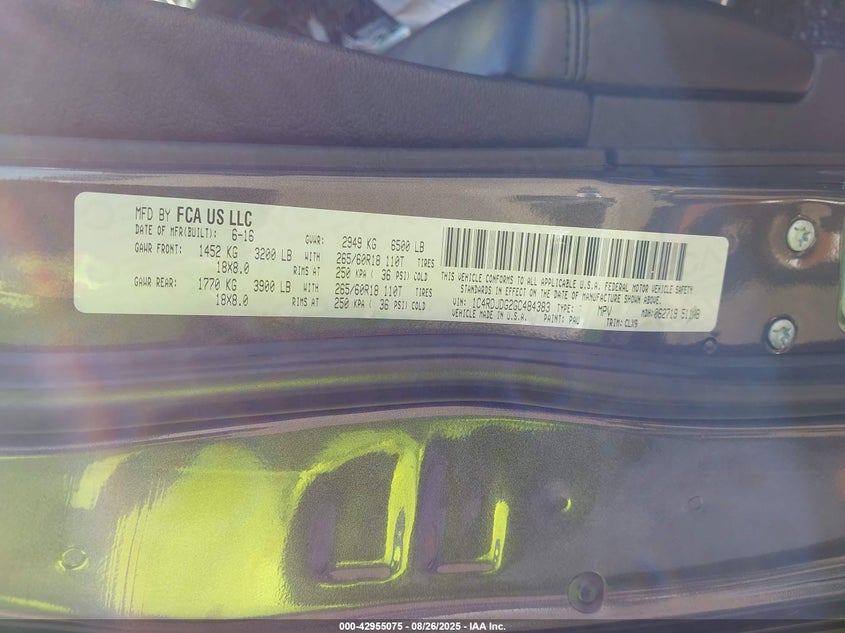 MFD BY FCA US LLC
DATE OF MFR(BUILT): 6-16 GVWR: 2949 KG 6500 LB
GAWR FRONT: 1452 KG 3200 LB WITH 265/60R18 110T TIRES
18X8.0 RIMS AT 250 KPA ( 36 PSI) COLD
GAWR REAR: 1770 KG 3900 LB WITH 265/60R18 110T TIRES
18X8.0 RIMS AT 250 KPA ( 36 PSI) COLD
THIS VEHICLE CONFORMS TO ALL APPLICABLE U.S.A. FEDERAL MOTOR VEHICLE SAFETY
STANDARDS IN EFFECT ON THE DATE OF MANUFACTURE SHOWN ABOVE.
VIN: 1C4RDJDG2GC484383 TYPE: MPV MDH: 062719
VEHICLE MADE IN U.S.A. PAINT: TRIM: CLX9
000-42955075 - 08/26/2025 - IAA Inc.